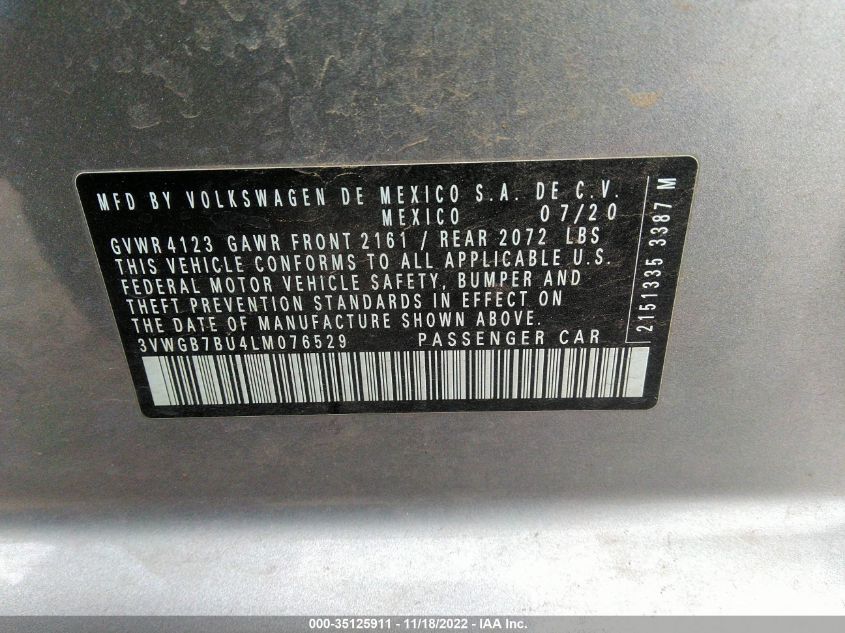 MFD BY VOLKSWAGEN DE MEXICO S.A. DE C.V.
MEXICO 07/20
GVWR 4123 GAWR FRONT 2161 / REAR 2072 LBS
THIS VEHICLE CONFORMS TO ALL APPLICABLE U.S.
FEDERAL MOTOR VEHICLE SAFETY, BUMPER AND
THEFT PREVENTION STANDARDS IN EFFECT ON
THE DATE OF MANUFACTURE SHOWN ABOVE.
3VWGB7BU4LM076529 PASSENGER CAR
2151335 3387 M
000-35125911 - 11/18/2022 - IAA Inc.